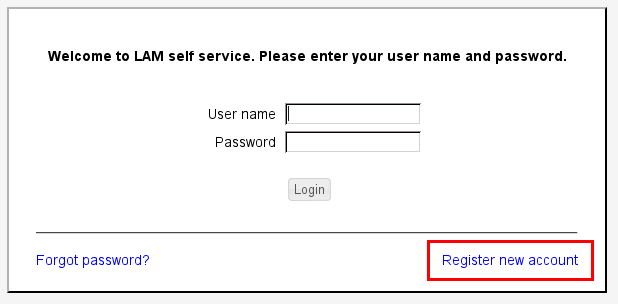 Welcome to LAM self service. Please enter your user name and password.
User name
Password
Login
Forgot password? Register new account